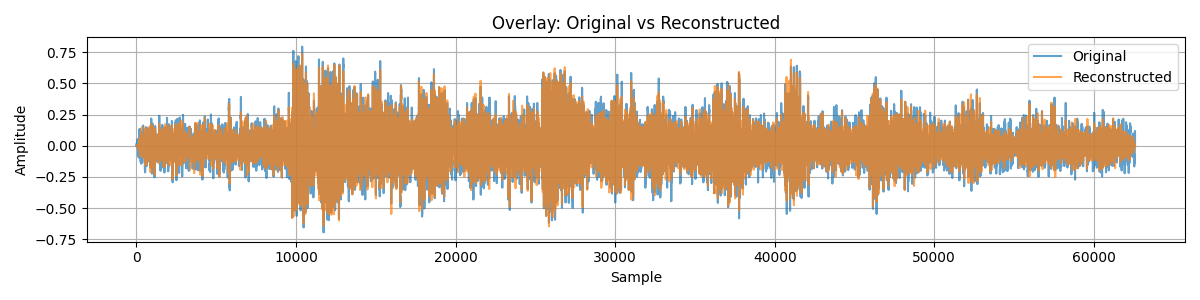 Overlay: Original vs Reconstructed
Amplitude
0.75
0.50
0.25
0.00
−0.25
−0.50
−0.75
Original
Reconstructed
0 10000 20000 30000 40000 50000 60000
Sample